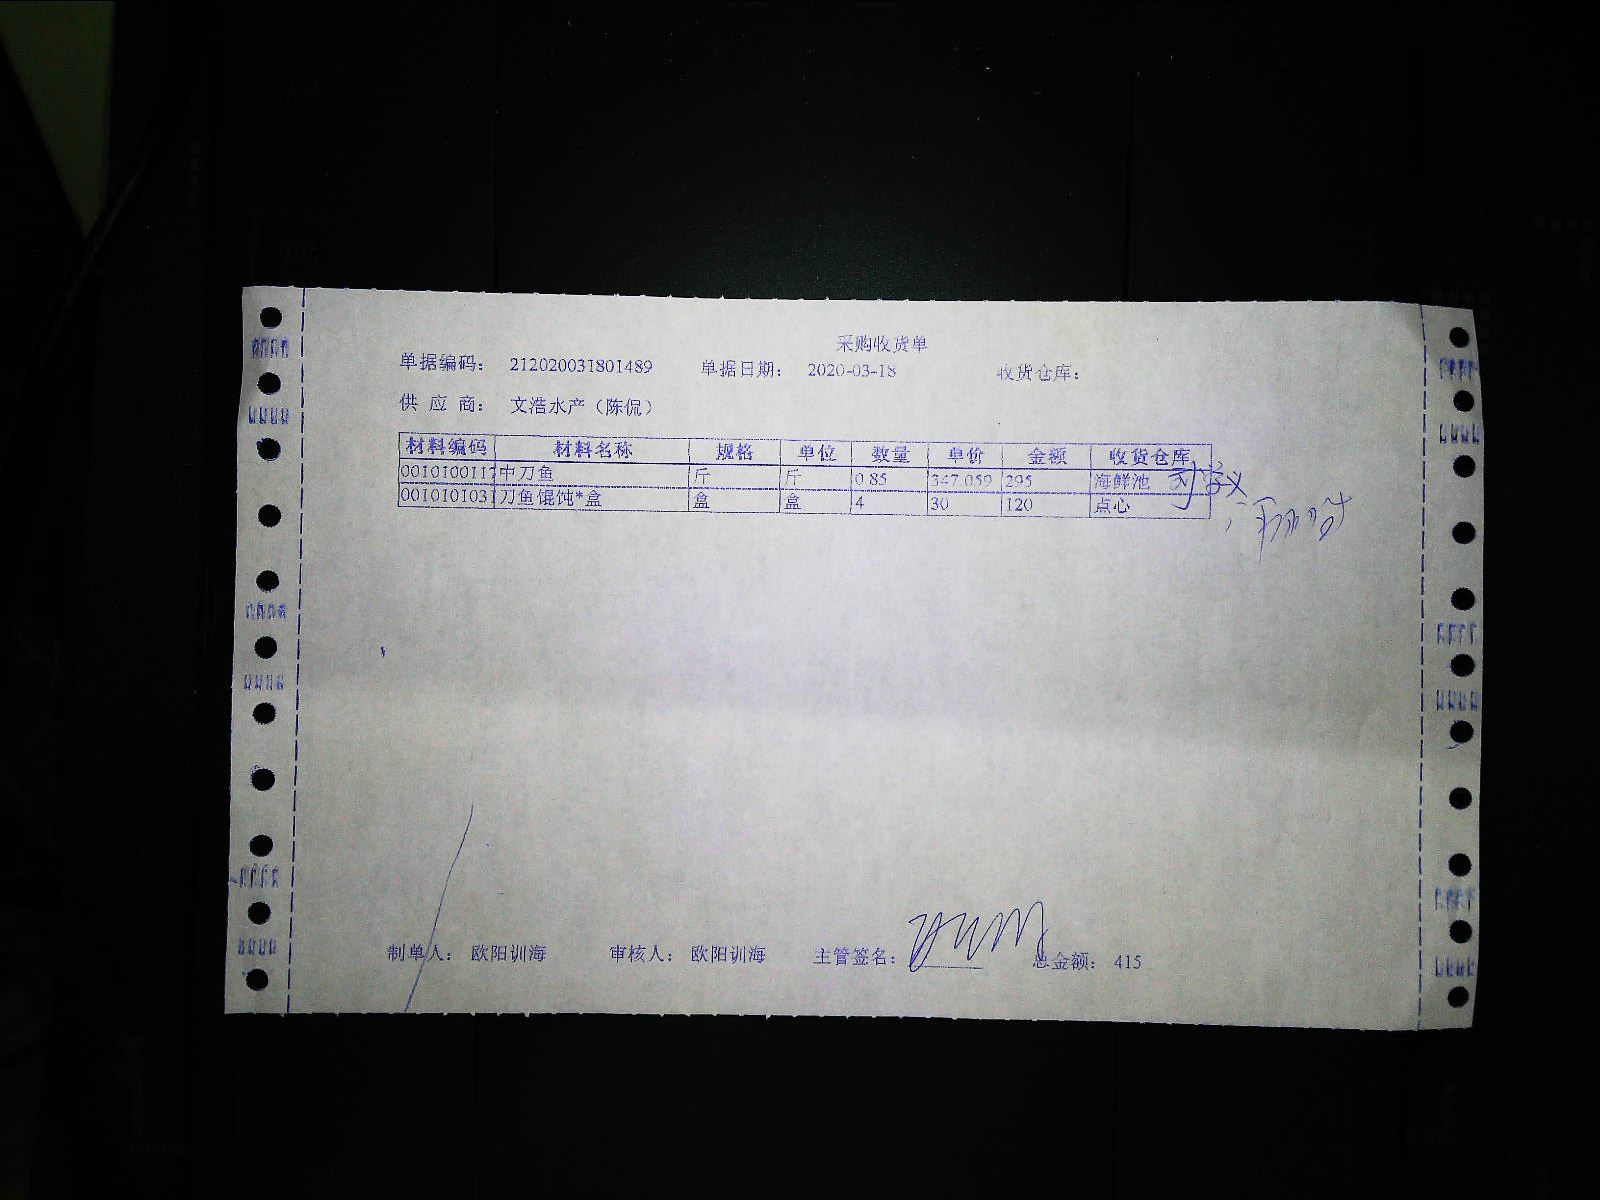 采购收货单
单据编码： 212020031801489 单据日期： 2020-03-18 收货仓库：
供 应 商： 文浩水产（陈侃）
材料编码 材料名称 规格 单位 数量 单价 金额 收货仓库
0010100117 中刀鱼 斤 斤 0.85 347.059 295 海鲜池
0010101031 刀鱼馄饨*盒 盒 盒 4 30 120 点心
制单人： 欧阳训海 审核人： 欧阳训海 主管签名： 总金额： 415